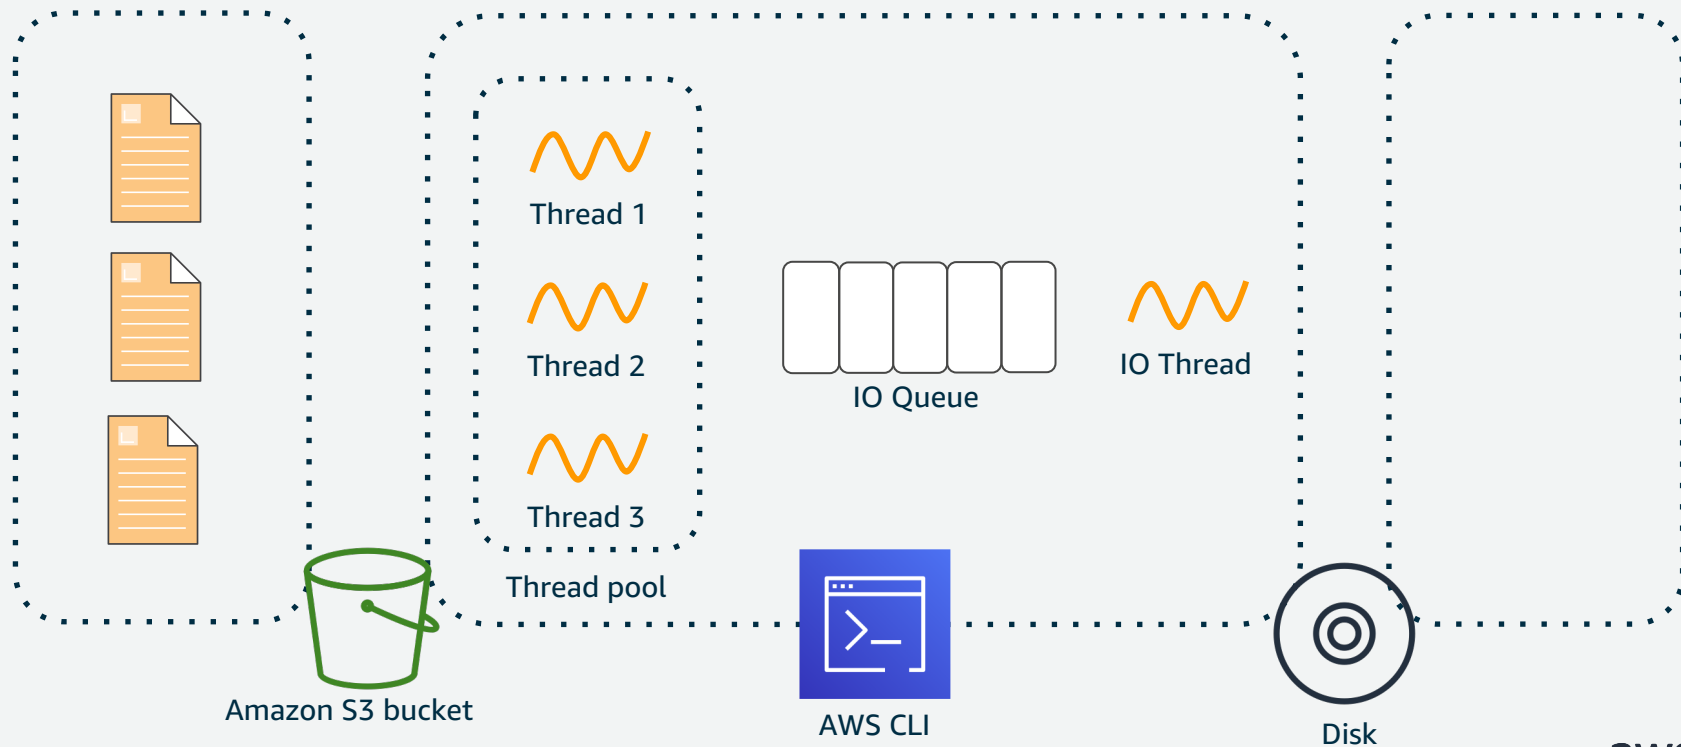 Thread 1
Thread 2
Thread 3
Thread pool
IO Queue
IO Thread
Amazon S3 bucket
AWS CLI
Disk